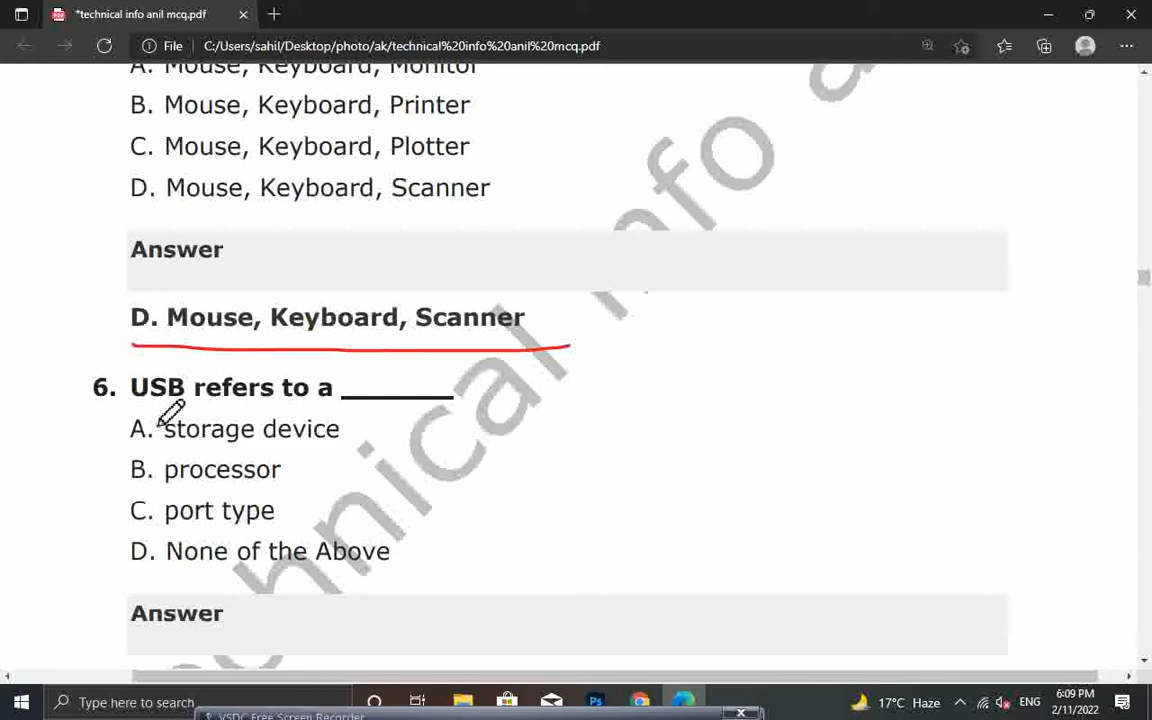 *technical info anil mcq.pdf
File
C:/Users/sahil/Desktop/photo/ak/technical%20info%20anil%20mcq.pdf
A. Mouse, Keyboard, Monitor
B. Mouse, Keyboard, Printer
C. Mouse, Keyboard, Plotter
D. Mouse, Keyboard, Scanner
Answer
D. Mouse, Keyboard, Scanner
6. USB refers to a ________
A. storage device
B. processor
C. port type
D. None of the Above
Answer
technical info a
Type here to search
Ps
17°C Haze
ENG
6:09 PM
2/11/2022
VSDC Free Screen Recorder